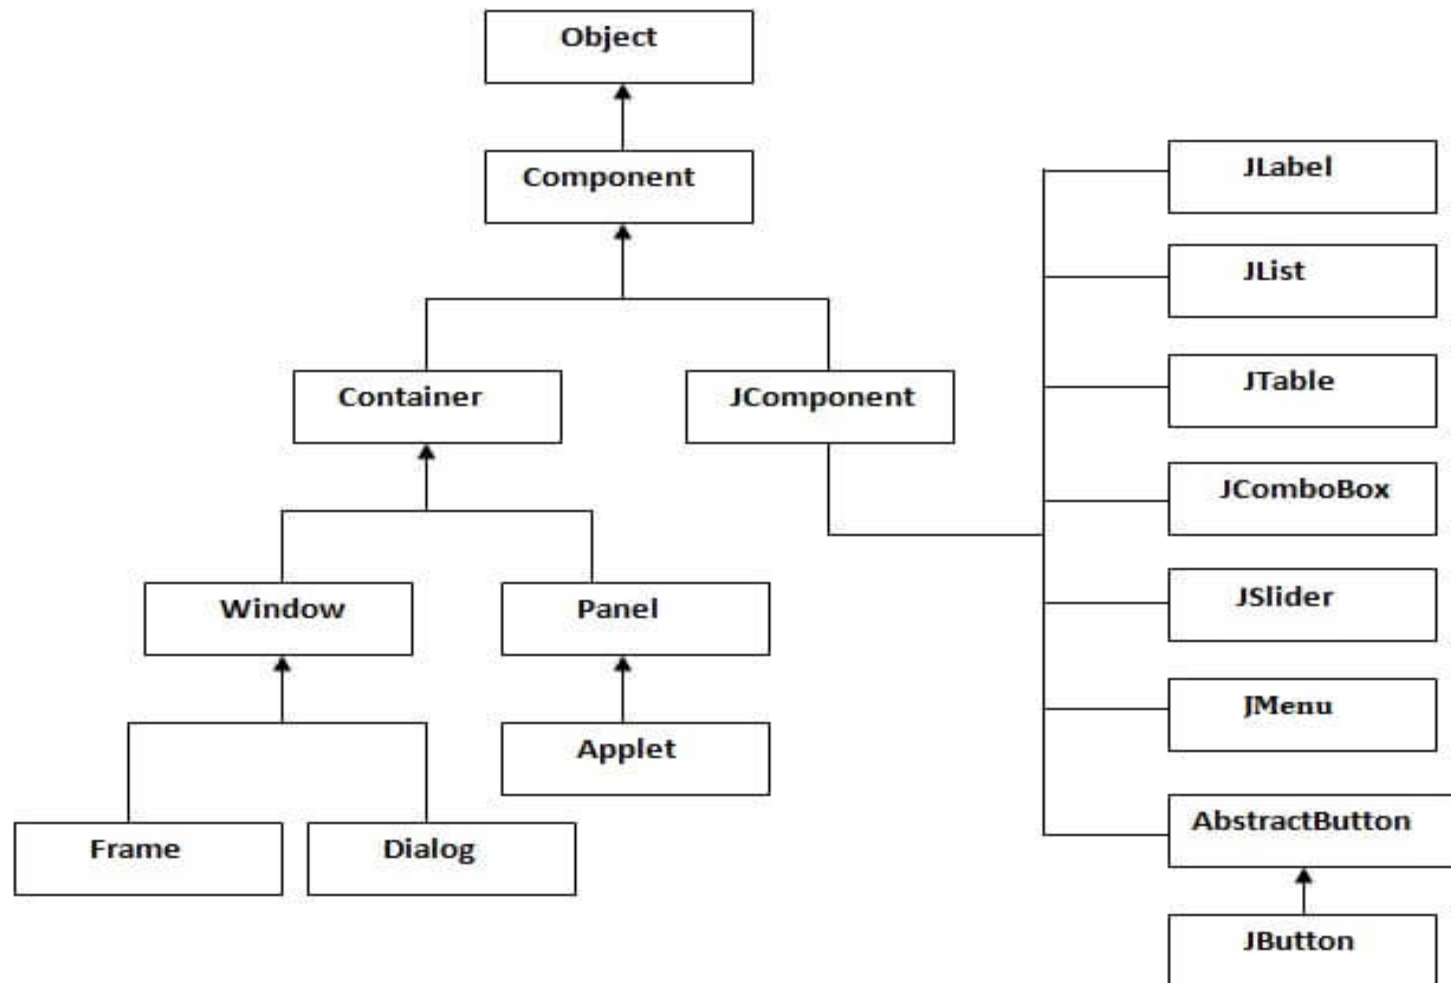 Object
Component
Container
JComponent
Window
Panel
Applet
Frame
Dialog
JLabel
JList
JTable
JComboBox
JSlider
JMenu
AbstractButton
JButton